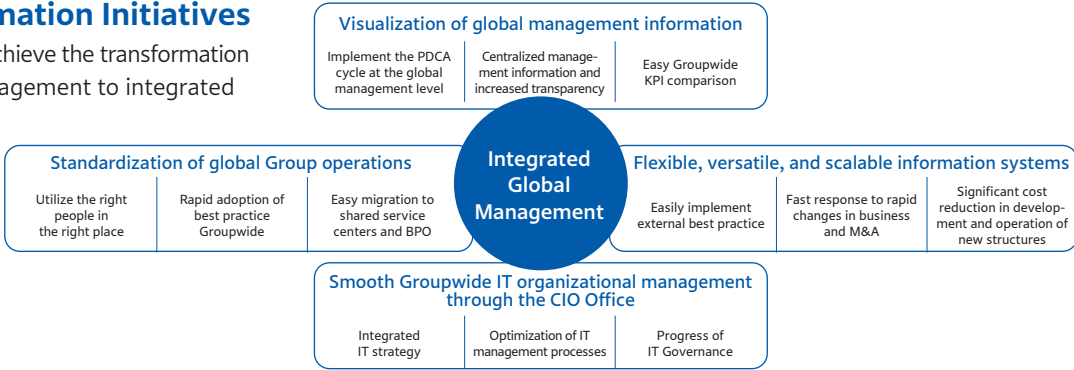 mation Initiatives
chieve the transformation
agement to integrated
Visualization of global management information
Implement the PDCA
cycle at the global
management level
Centralized manage-
ment information and
increased transparency
Easy Groupwide
KPI comparison
Standardization of global Group operations
Utilize the right
people in
the right place
Rapid adoption of
best practice
Groupwide
Easy migration to
shared service
centers and BPO
Integrated
Global
Management
Flexible, versatile, and scalable information systems
Easily implement
external best practice
Fast response to rapid
changes in business
and M&A
Significant cost
reduction in develop-
ment and operation of
new structures
Smooth Groupwide IT organizational management
through the CIO Office
Integrated
IT strategy
Optimization of IT
management processes
Progress of
IT Governance